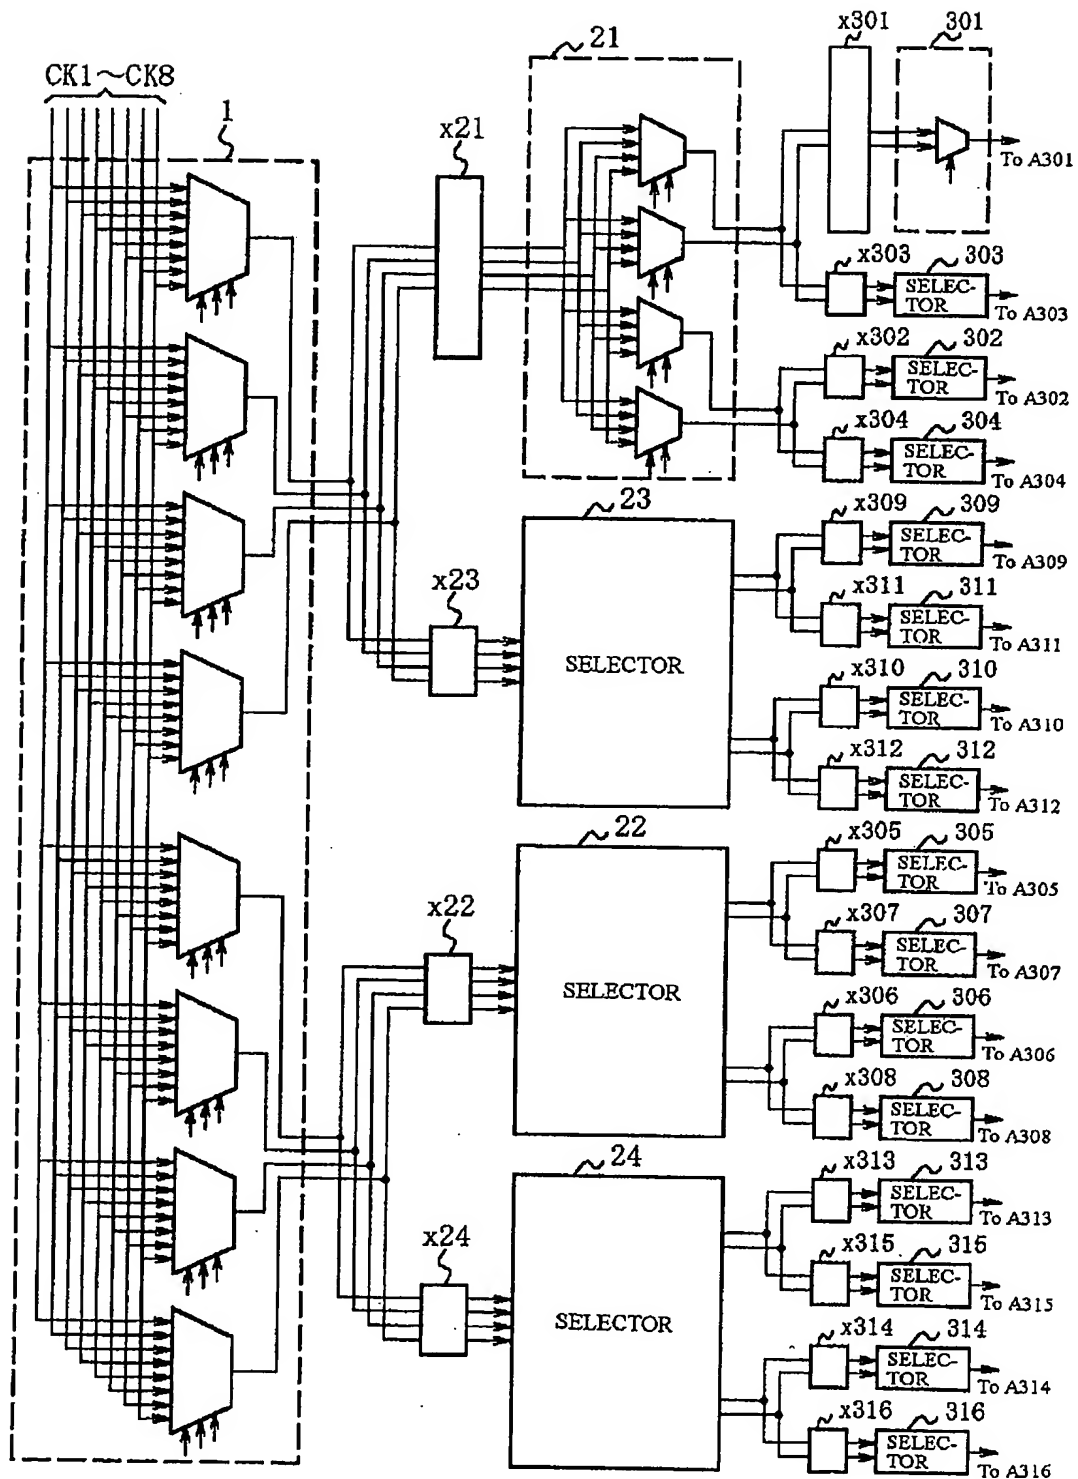 CK1~CK8
1
x21
21
x301
301
To A301
x303
303
SELEC-
TOR
To A303
x302
302
SELEC-
TOR
To A302
x304
304
SELEC-
TOR
To A304
23
x23
SELECTOR
x309
309
SELEC-
TOR
To A309
x311
311
SELEC-
TOR
To A311
x310
310
SELEC-
TOR
To A310
x312
312
SELEC-
TOR
To A312
22
x22
SELECTOR
x305
305
SELEC-
TOR
To A305
x307
307
SELEC-
TOR
To A307
x306
306
SELEC-
TOR
To A306
x308
308
SELEC-
TOR
To A308
24
x24
SELECTOR
x313
313
SELEC-
TOR
To A313
x315
315
SELEC-
TOR
To A315
x314
314
SELEC-
TOR
To A314
x316
316
SELEC-
TOR
To A316